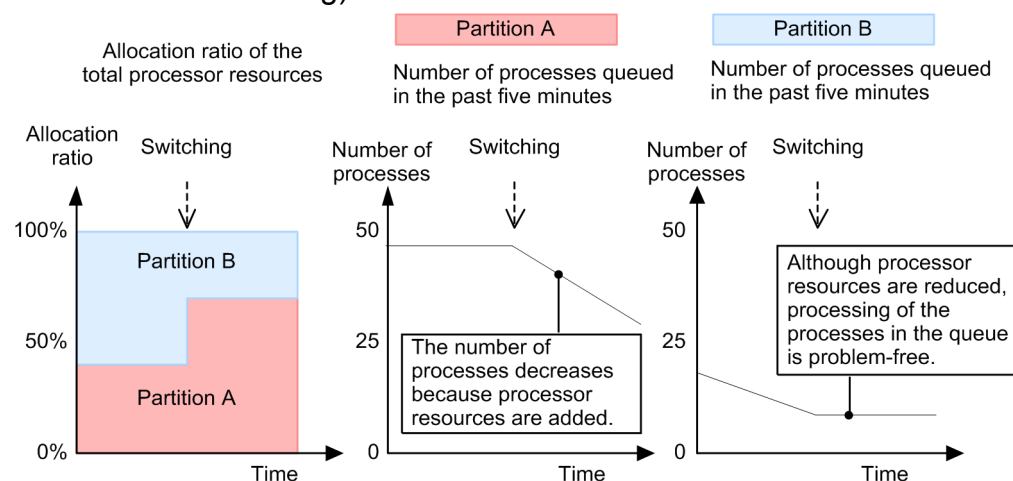 g)
Partition A
Partition B
Allocation ratio of the
total processor resources
Number of processes queued
in the past five minutes
Number of processes queued
in the past five minutes
Allocation
ratio
Switching
100%
50%
0%
Partition B
Partition A
Time
Number of
processes
Switching
50
25
0
The number of
processes decreases
because processor
resources are added.
Time
Number of
processes
Switching
50
25
0
Although processor
resources are reduced,
processing of the
processes in the queue
is problem-free.
Time